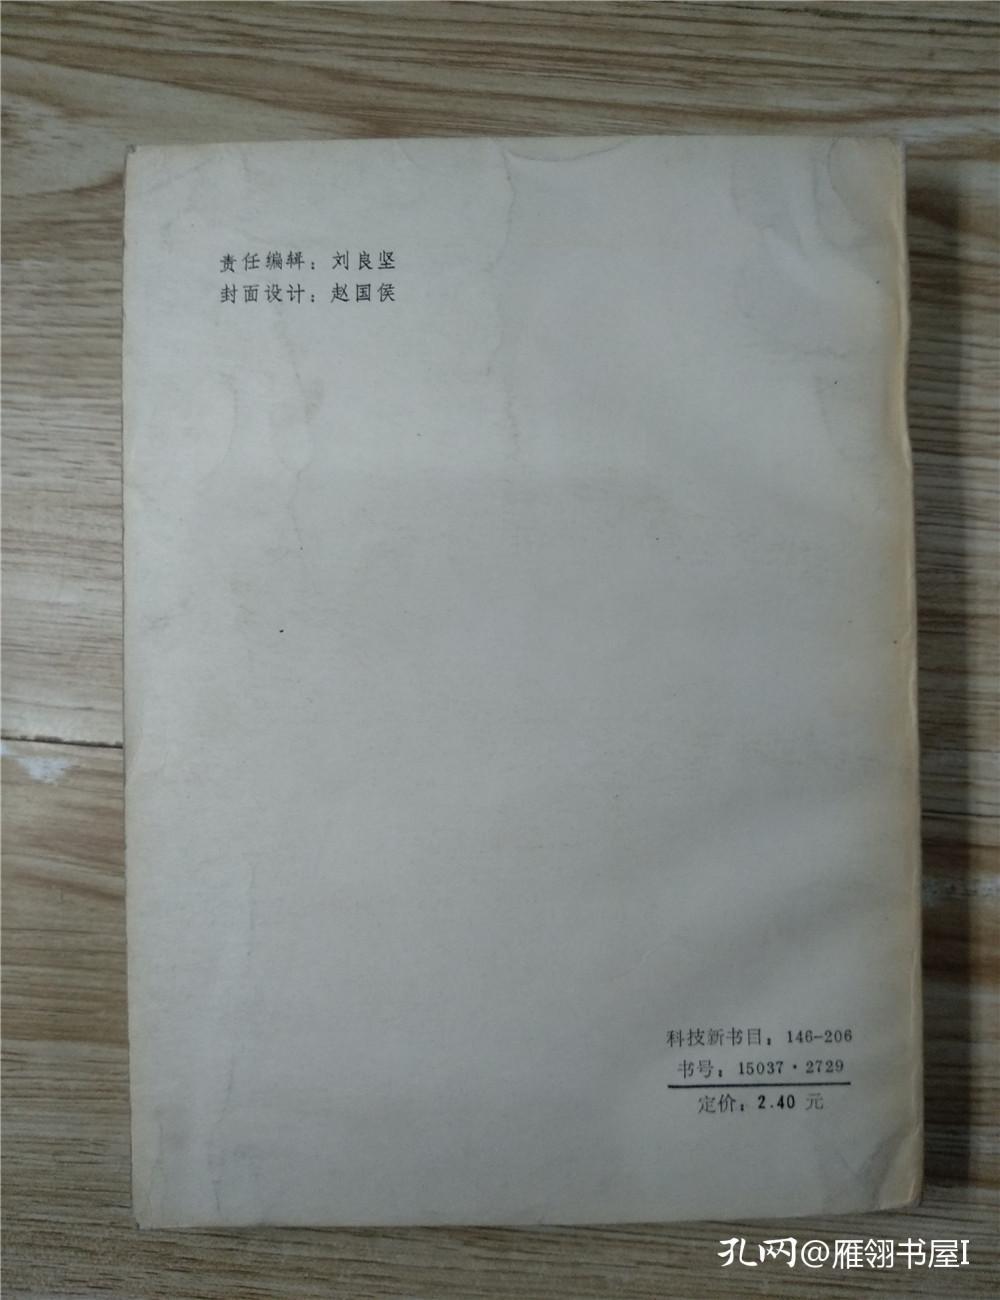 责任编辑：刘良坚
封面设计：赵国侯
科技新书目：146-206
书号：15037·2729
定价：2.40 元
孔网@雁翎书屋I